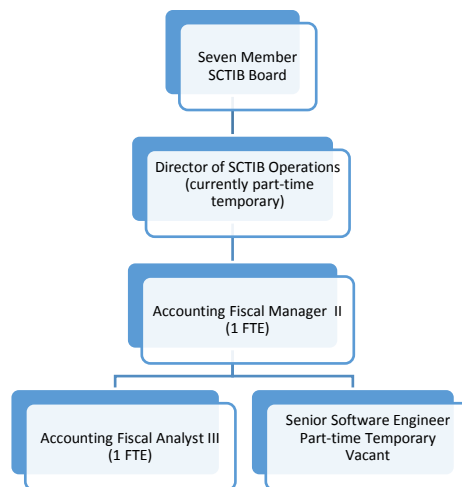 Seven Member
SCTIB Board
Director of SCTIB Operations
(currently part-time
temporary)
Accounting Fiscal Manager II
(1 FTE)
Accounting Fiscal Analyst III
(1 FTE)
Senior Software Engineer
Part-time Temporary
Vacant